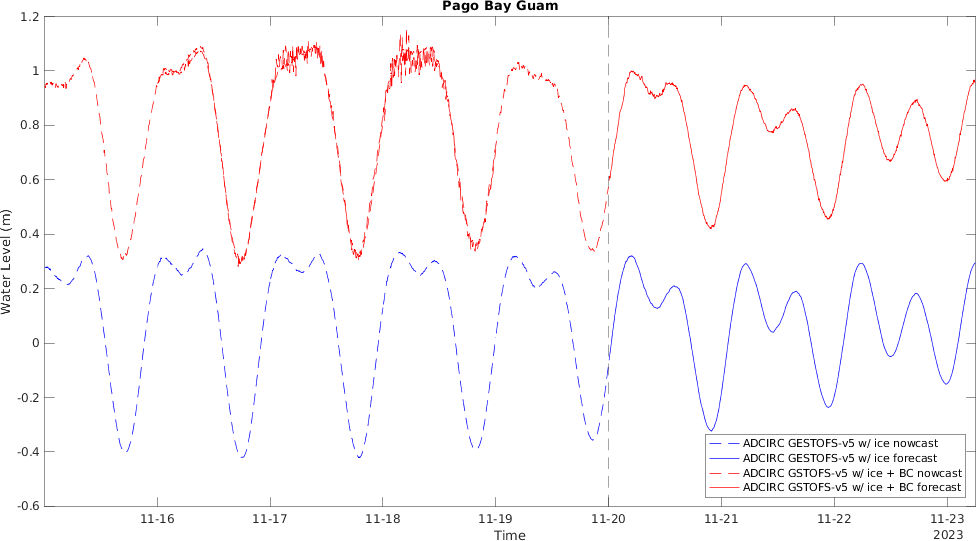 Pago Bay Guam
1.2
1
0.8
0.6
0.4
0.2
0
-0.2
-0.4
-0.6
Water Level (m)
11-16 11-17 11-18 11-19 11-20 11-21 11-22 11-23
Time
2023
ADCIRC GESTOFS-v5 w/ ice nowcast
ADCIRC GESTOFS-v5 w/ ice forecast
ADCIRC GSTOFS-v5 w/ ice + BC nowcast
ADCIRC GSTOFS-v5 w/ ice + BC forecast